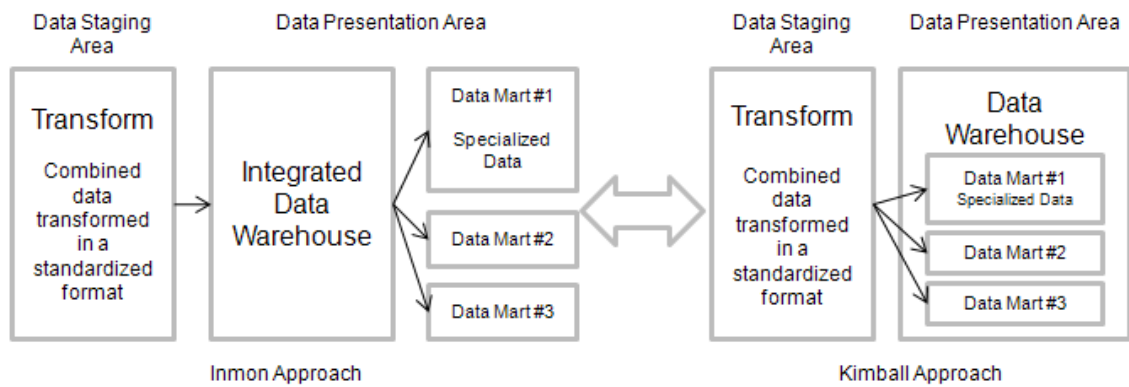 Data Staging
Area
Data Presentation Area
Transform
Combined
data
transformed
in a
standardized
format
Integrated
Data
Warehouse
Data Mart #1
Specialized
Data
Data Mart #2
Data Mart #3
Inmon Approach
Data Staging
Area
Data Presentation Area
Transform
Combined
data
transformed
in a
standardized
format
Data
Warehouse
Data Mart #1
Specialized Data
Data Mart #2
Data Mart #3
Kimball Approach